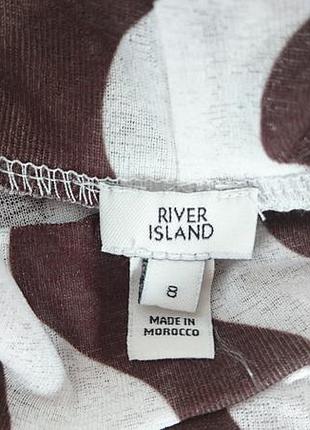 RIVER
ISLAND
8
MADE IN
MOROCCO